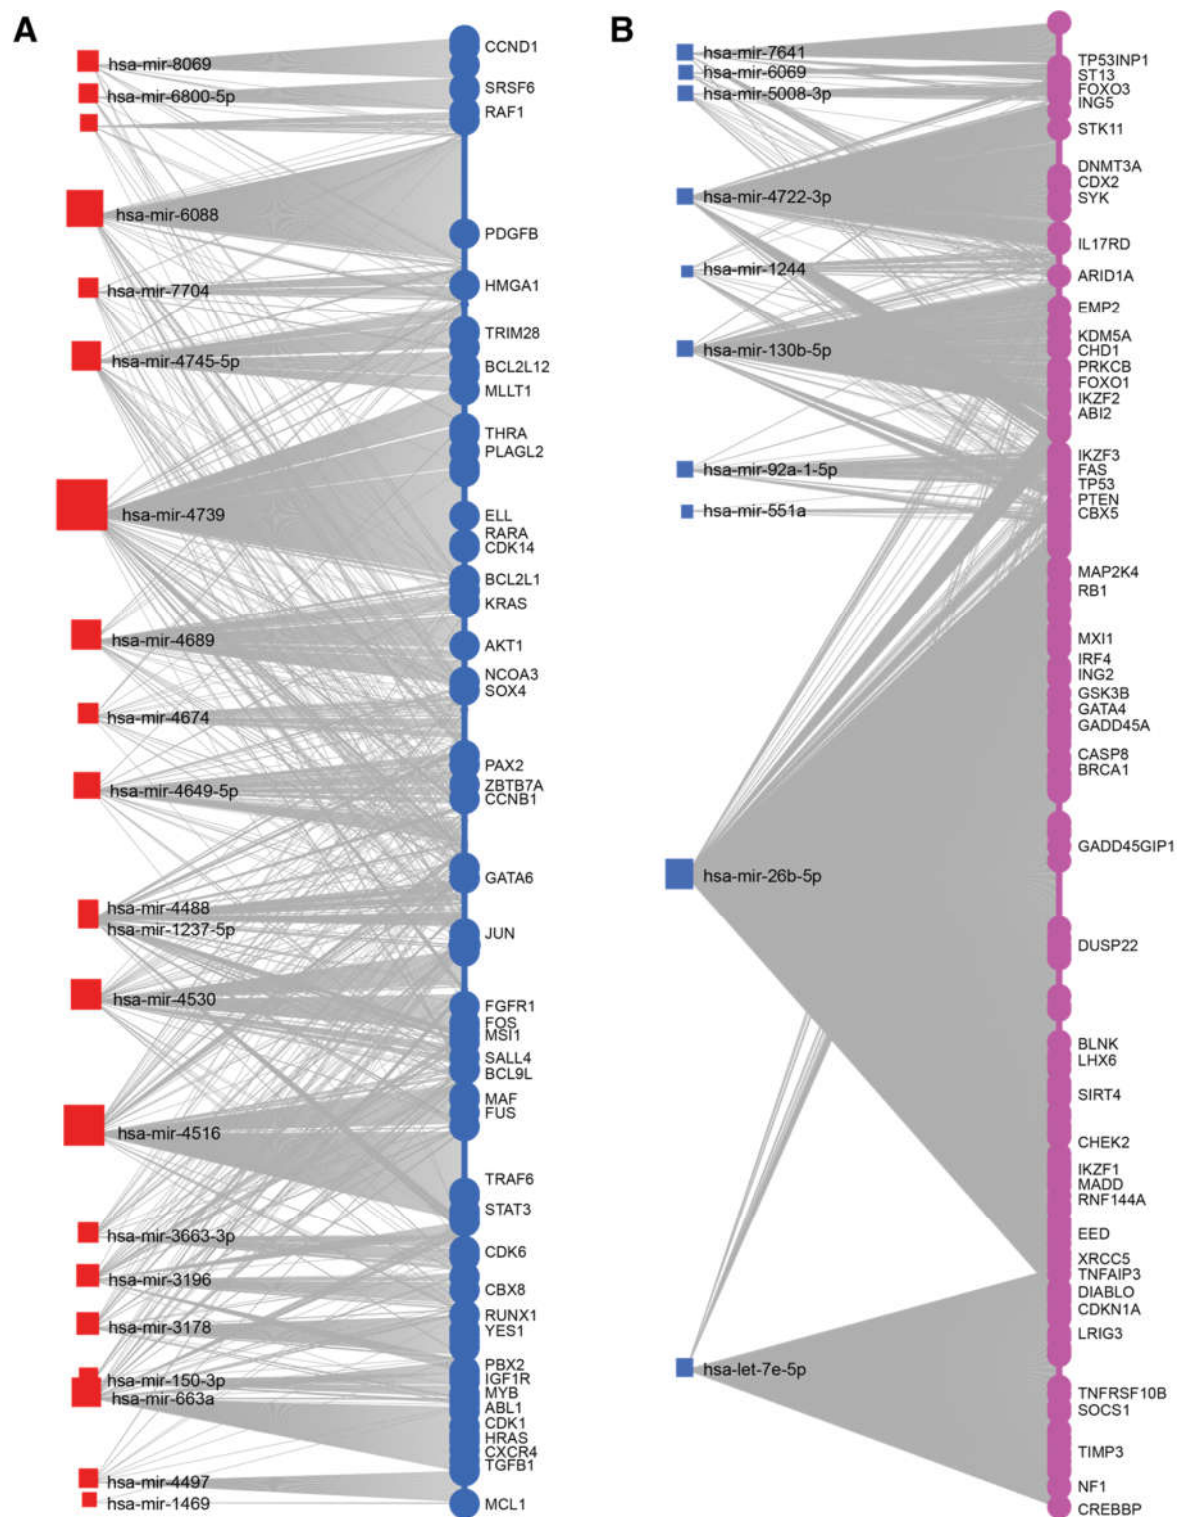 A
hsa-mir-8069
hsa-mir-6800-5p
hsa-mir-6088
hsa-mir-7704
hsa-mir-4745-5p
hsa-mir-4739
hsa-mir-4689
hsa-mir-4674
hsa-mir-4649-5p
hsa-mir-4488
hsa-mir-1237-5p
hsa-mir-4530
hsa-mir-4516
hsa-mir-3663-3p
hsa-mir-3196
hsa-mir-3178
hsa-mir-150-3p
hsa-mir-663a
hsa-mir-4497
hsa-mir-1469
CCND1
SRSF6
RAF1
PDGFB
HMGA1
TRIM28
BCL2L12
MLLT1
THRA
PLAGL2
ELL
RARA
CDK14
BCL2L1
KRAS
AKT1
NCOA3
SOX4
PAX2
ZBTB7A
CCNB1
GATA6
JUN
FGFR1
FOS
MSI1
SALL4
BCL9L
MAF
FUS
TRAF6
STAT3
CDK6
CBX8
RUNX1
YES1
PBX2
IGF1R
MYB
ABL1
CDK1
HRAS
CXCR4
TGFB1
MCL1
B
hsa-mir-7641
hsa-mir-6069
hsa-mir-5008-3p
hsa-mir-4722-3p
hsa-mir-1244
hsa-mir-130b-5p
hsa-mir-92a-1-5p
hsa-mir-551a
hsa-mir-26b-5p
hsa-let-7e-5p
TP53INP1
ST13
FOXO3
ING5
STK11
DNMT3A
CDX2
SYK
IL17RD
ARID1A
EMP2
KDM5A
CHD1
PRKCB
FOXO1
IKZF2
ABI2
IKZF3
FAS
TP53
PTEN
CBX5
MAP2K4
RB1
MXI1
IRF4
ING2
GSK3B
GATA4
GADD45A
CASP8
BRCA1
GADD45GIP1
DUSP22
BLNK
LHX6
SIRT4
CHEK2
IKZF1
MADD
RNF144A
EED
XRCC5
TNFAIP3
DIABLO
CDKN1A
LRIG3
TNFRSF10B
SOCS1
TIMP3
NF1
CREBBP